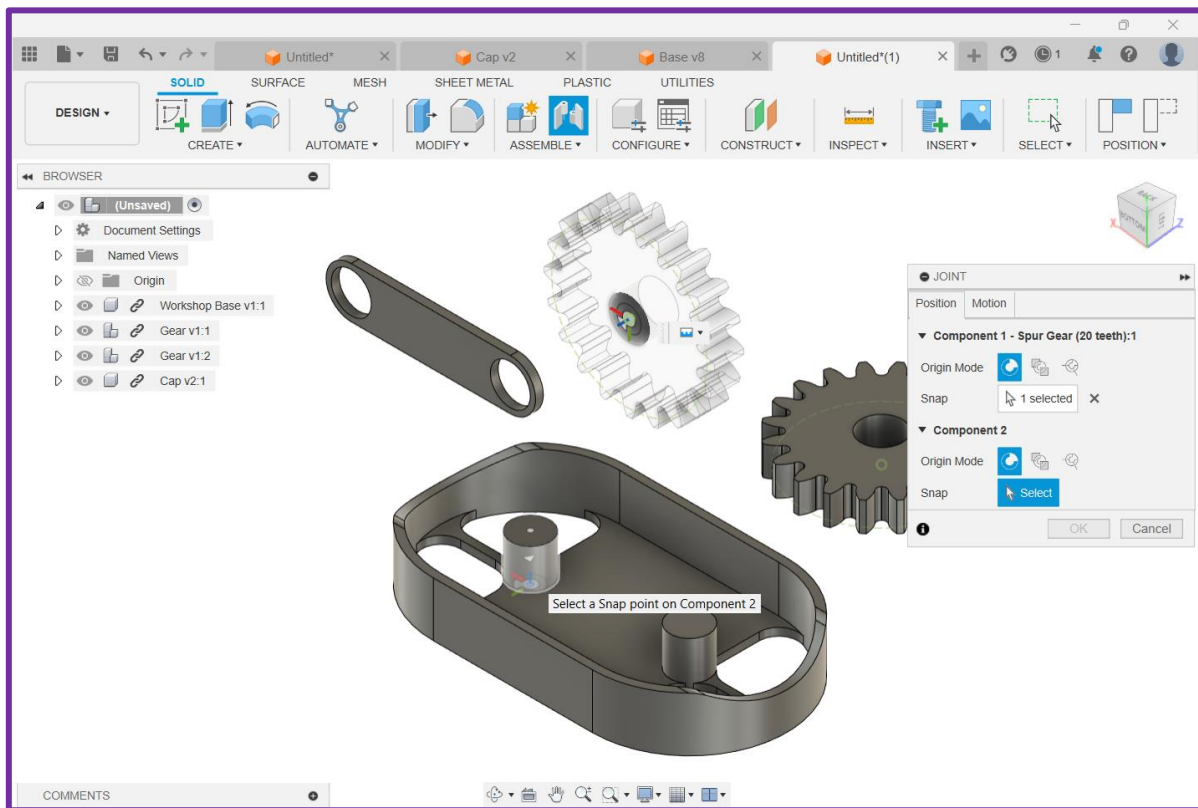 Untitled*
Cap v2
Base v8
Untitled*(1)
1
SOLID SURFACE MESH SHEET METAL PLASTIC UTILITIES
DESIGN
CREATE AUTOMATE MODIFY ASSEMBLE CONFIGURE CONSTRUCT INSPECT INSERT SELECT POSITION
BROWSER
(Unsaved)
Document Settings
Named Views
Origin
Workshop Base v1:1
Gear v1:1
Gear v1:2
Cap v2:1
BACK
BOTTOM
X
Z
JOINT
Position Motion
Component 1 - Spur Gear (20 teeth):1
Origin Mode
Snap 1 selected
Component 2
Origin Mode
Snap Select
OK Cancel
Select a Snap point on Component 2
COMMENTS